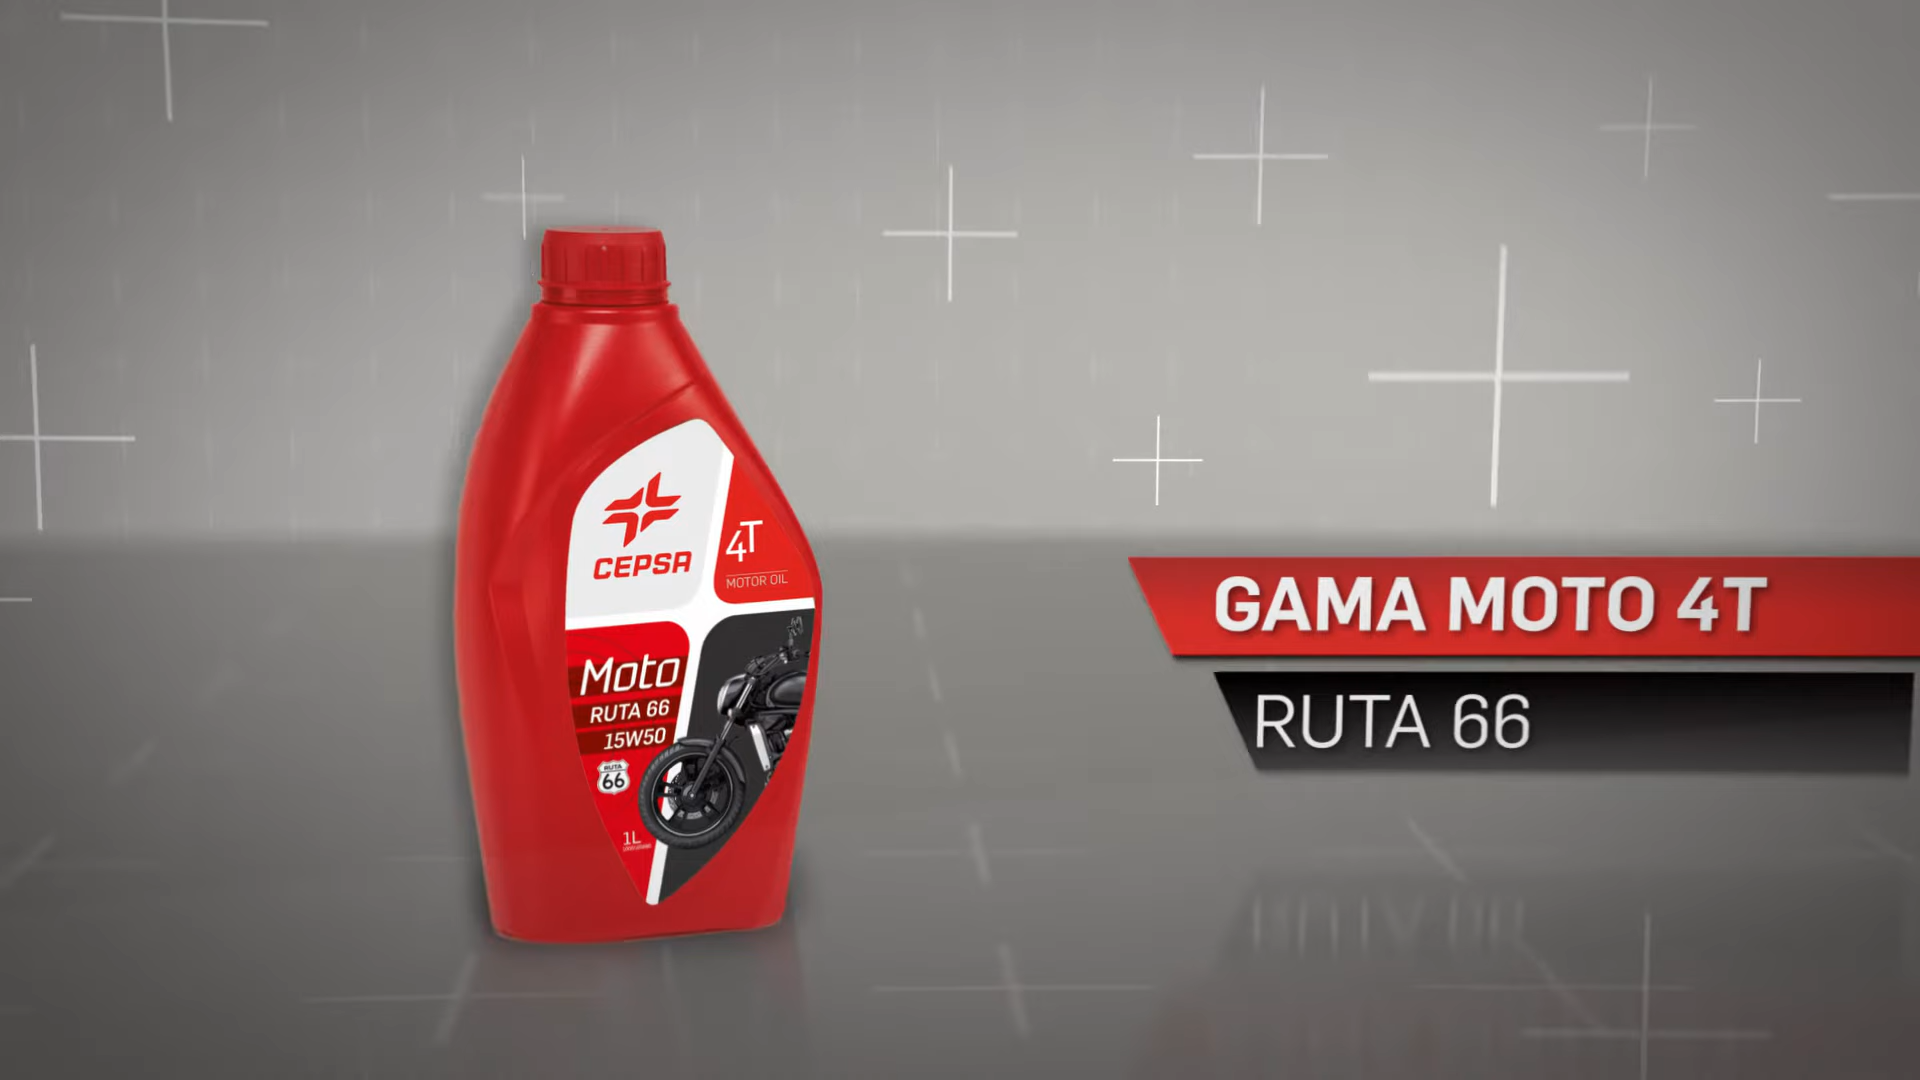 CEPSA
4T
MOTOR OIL
Moto
RUTA 66
15W50
RUTA
66
1L
GAMA MOTO 4T
RUTA 66